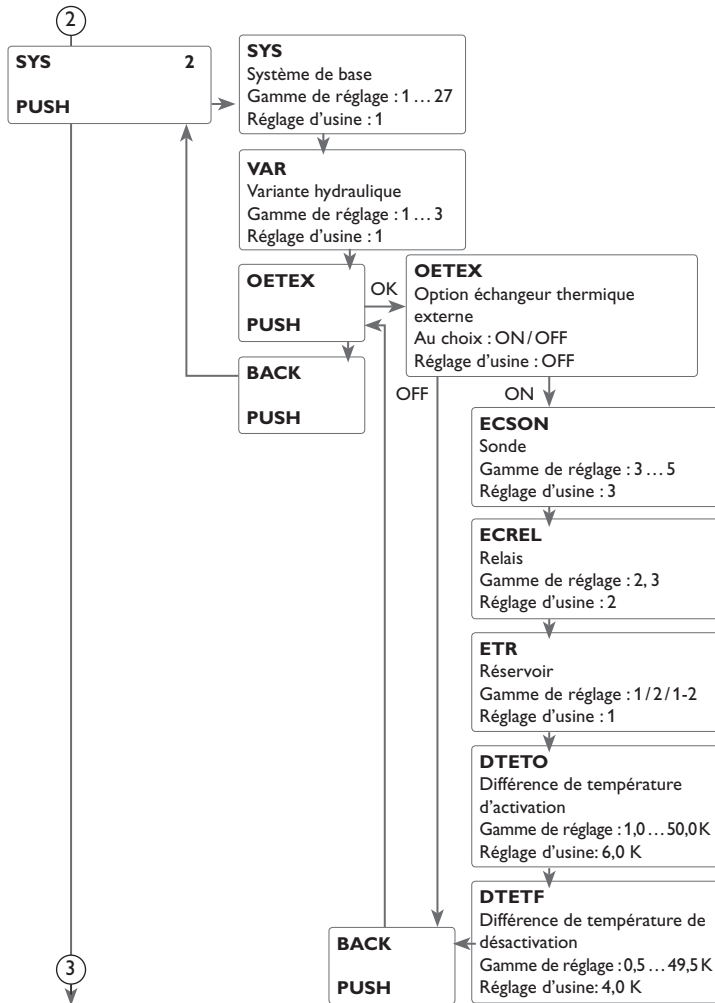 2
SYS 2
PUSH
SYS
Système de base
Gamme de réglage : 1 … 27
Réglage d'usine : 1
VAR
Variante hydraulique
Gamme de réglage : 1 … 3
Réglage d'usine : 1
OETEX
PUSH
OK
OETEX
Option échangeur thermique
externe
Au choix : ON / OFF
Réglage d'usine : OFF
BACK
PUSH
OFF
ON
ECSON
Sonde
Gamme de réglage : 3 … 5
Réglage d'usine : 3
ECREL
Relais
Gamme de réglage : 2, 3
Réglage d'usine : 2
ETR
Réservoir
Gamme de réglage : 1 / 2 / 1-2
Réglage d'usine : 1
DTETO
Différence de température
d'activation
Gamme de réglage : 1,0 … 50,0 K
Réglage d'usine: 6,0 K
DTETF
Différence de température de
désactivation
Gamme de réglage : 0,5 … 49,5 K
Réglage d'usine: 4,0 K
BACK
PUSH
3